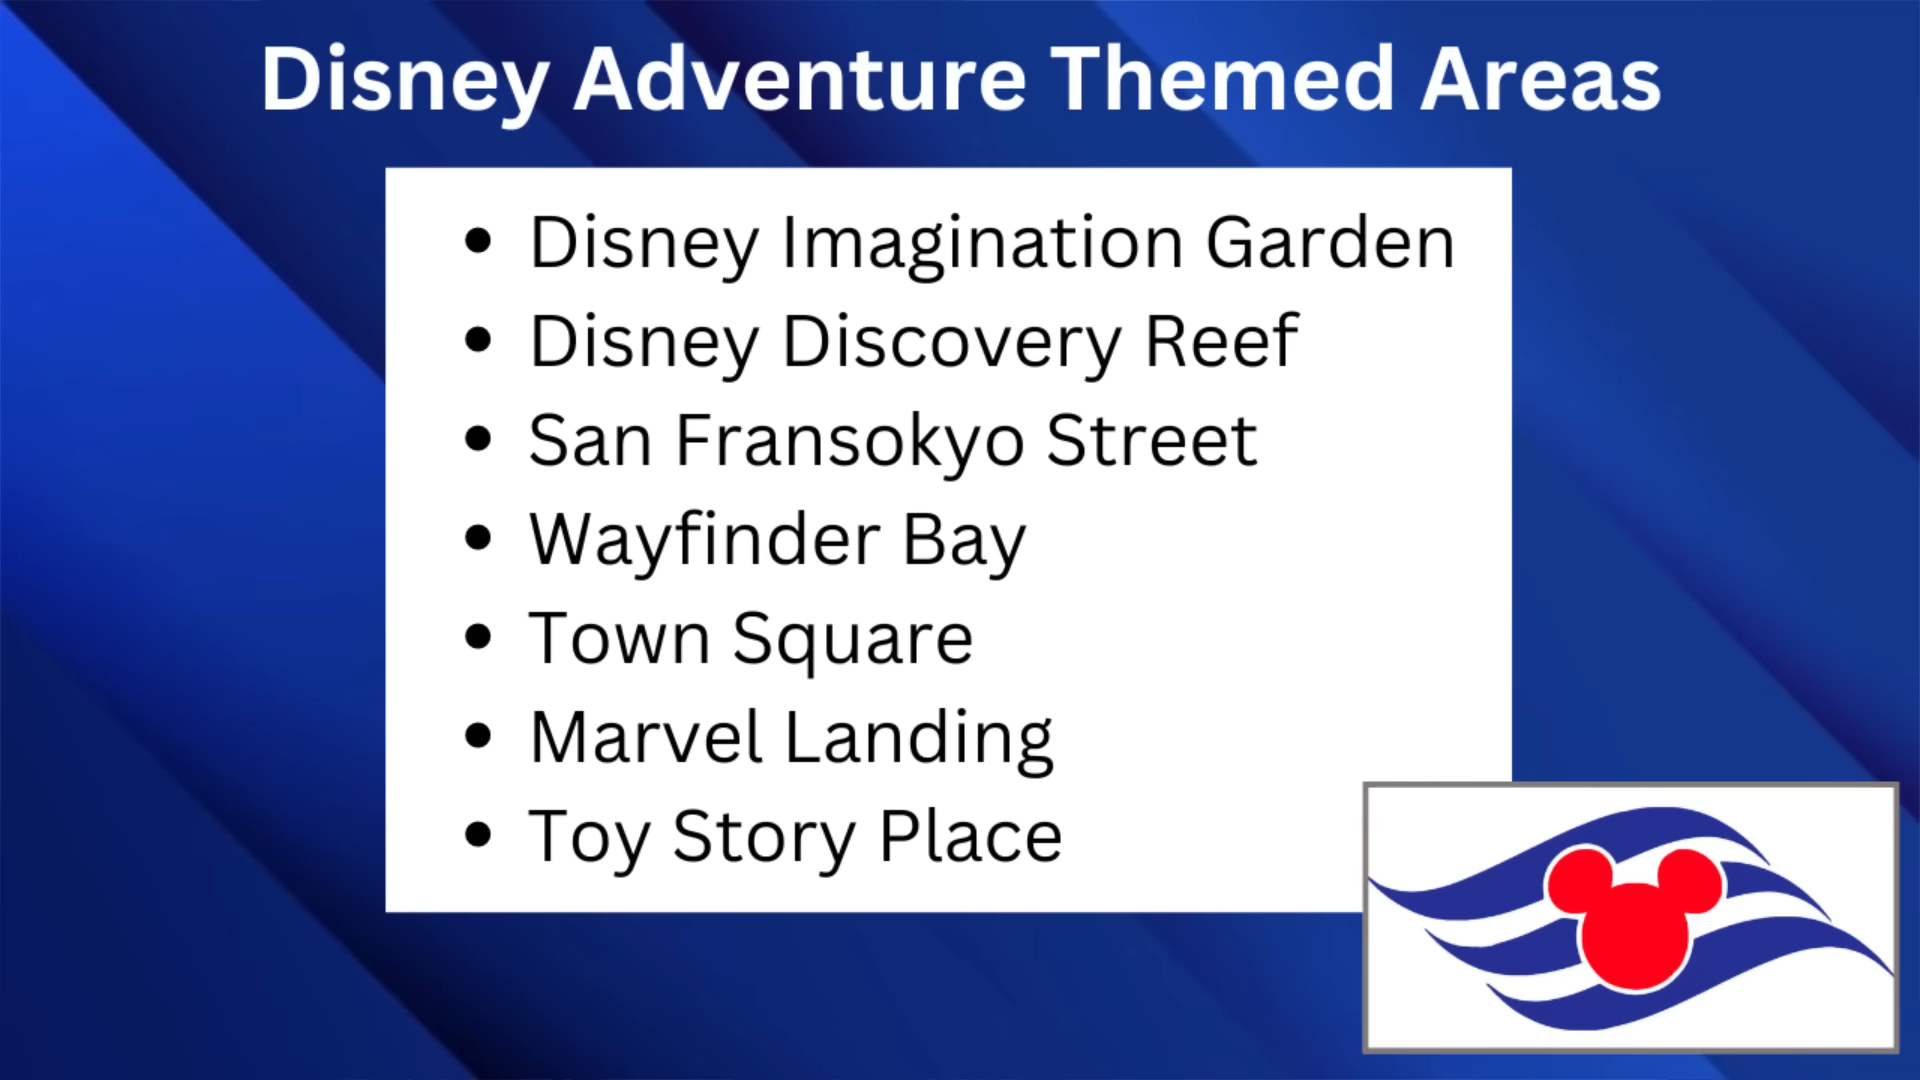 Disney Adventure Themed Areas
• Disney Imagination Garden
• Disney Discovery Reef
• San Fransokyo Street
• Wayfinder Bay
• Town Square
• Marvel Landing
• Toy Story Place